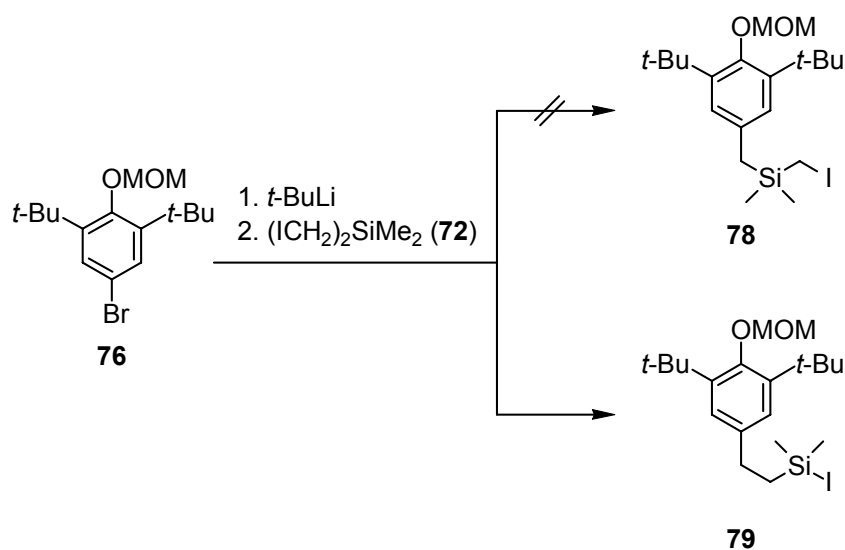 OMOM
t-Bu
t-Bu
Si
I
78
OMOM
t-Bu
t-Bu
Br
76
1. t-BuLi
2. (ICH₂)₂SiMe₂ (72)
OMOM
t-Bu
t-Bu
Si
I
79